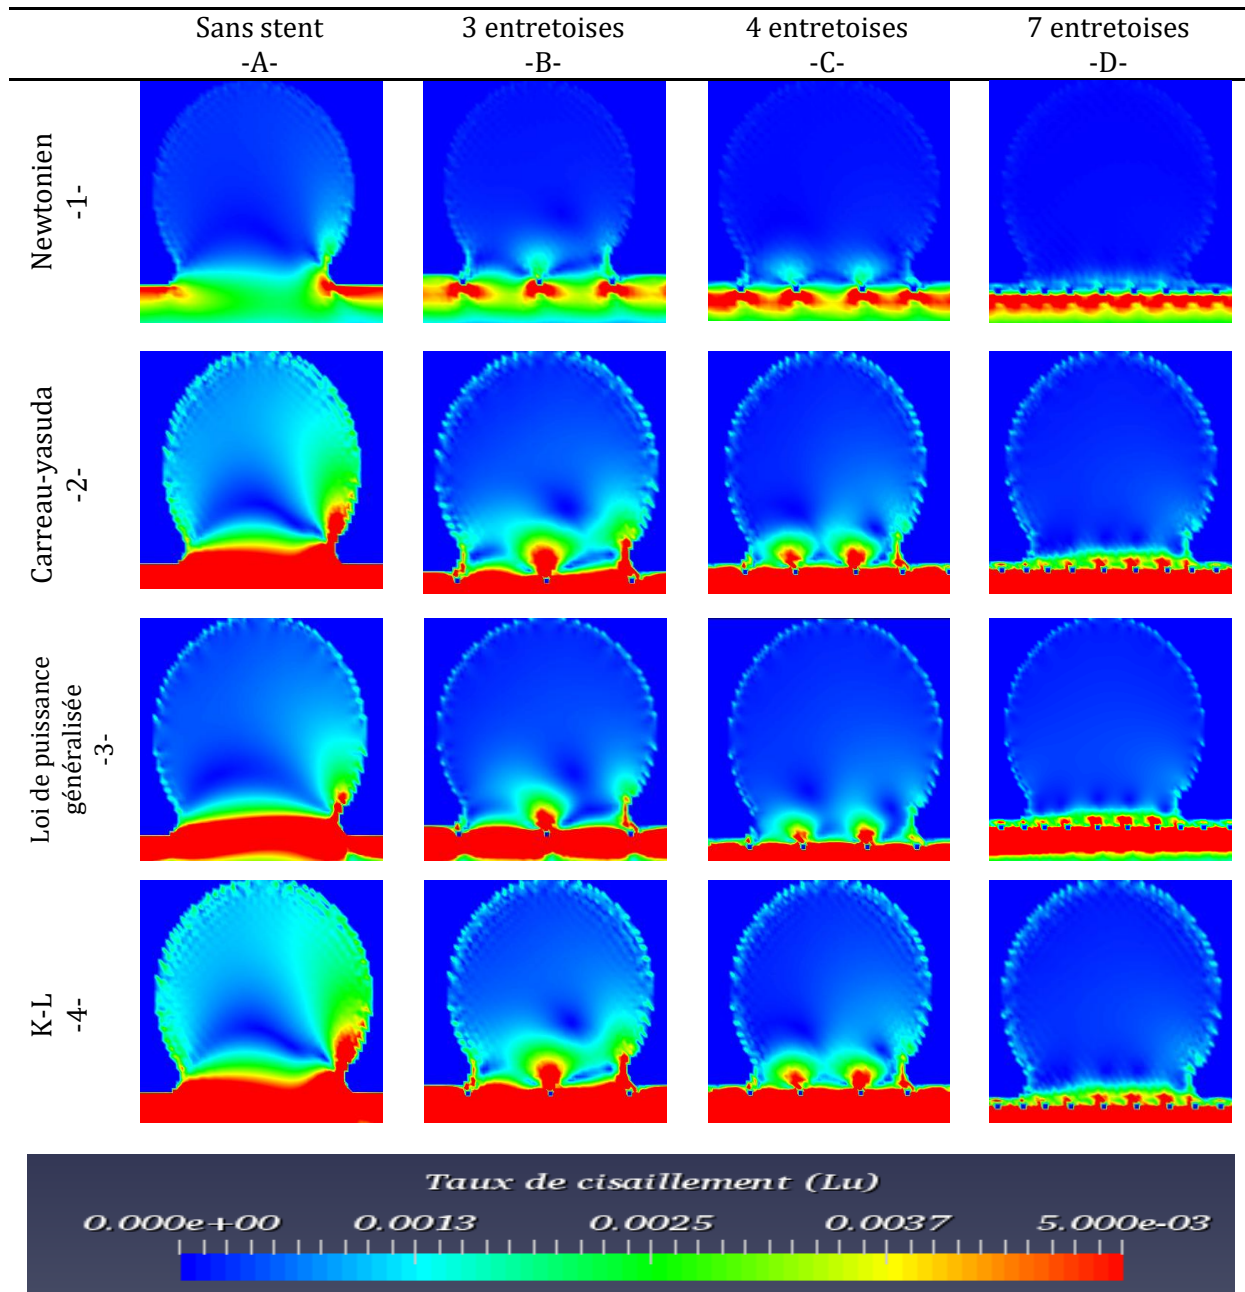 Sans stent
-A-
3 entretoises
-B-
4 entretoises
-C-
7 entretoises
-D-
Newtonien
-1-
Carreau-yasuda
-2-
Loi de puissance
généralisée
-3-
K-L
-4-
Taux de cisaillement (Lu)
0.000e+00 0.0013 0.0025 0.0037 5.000e-03